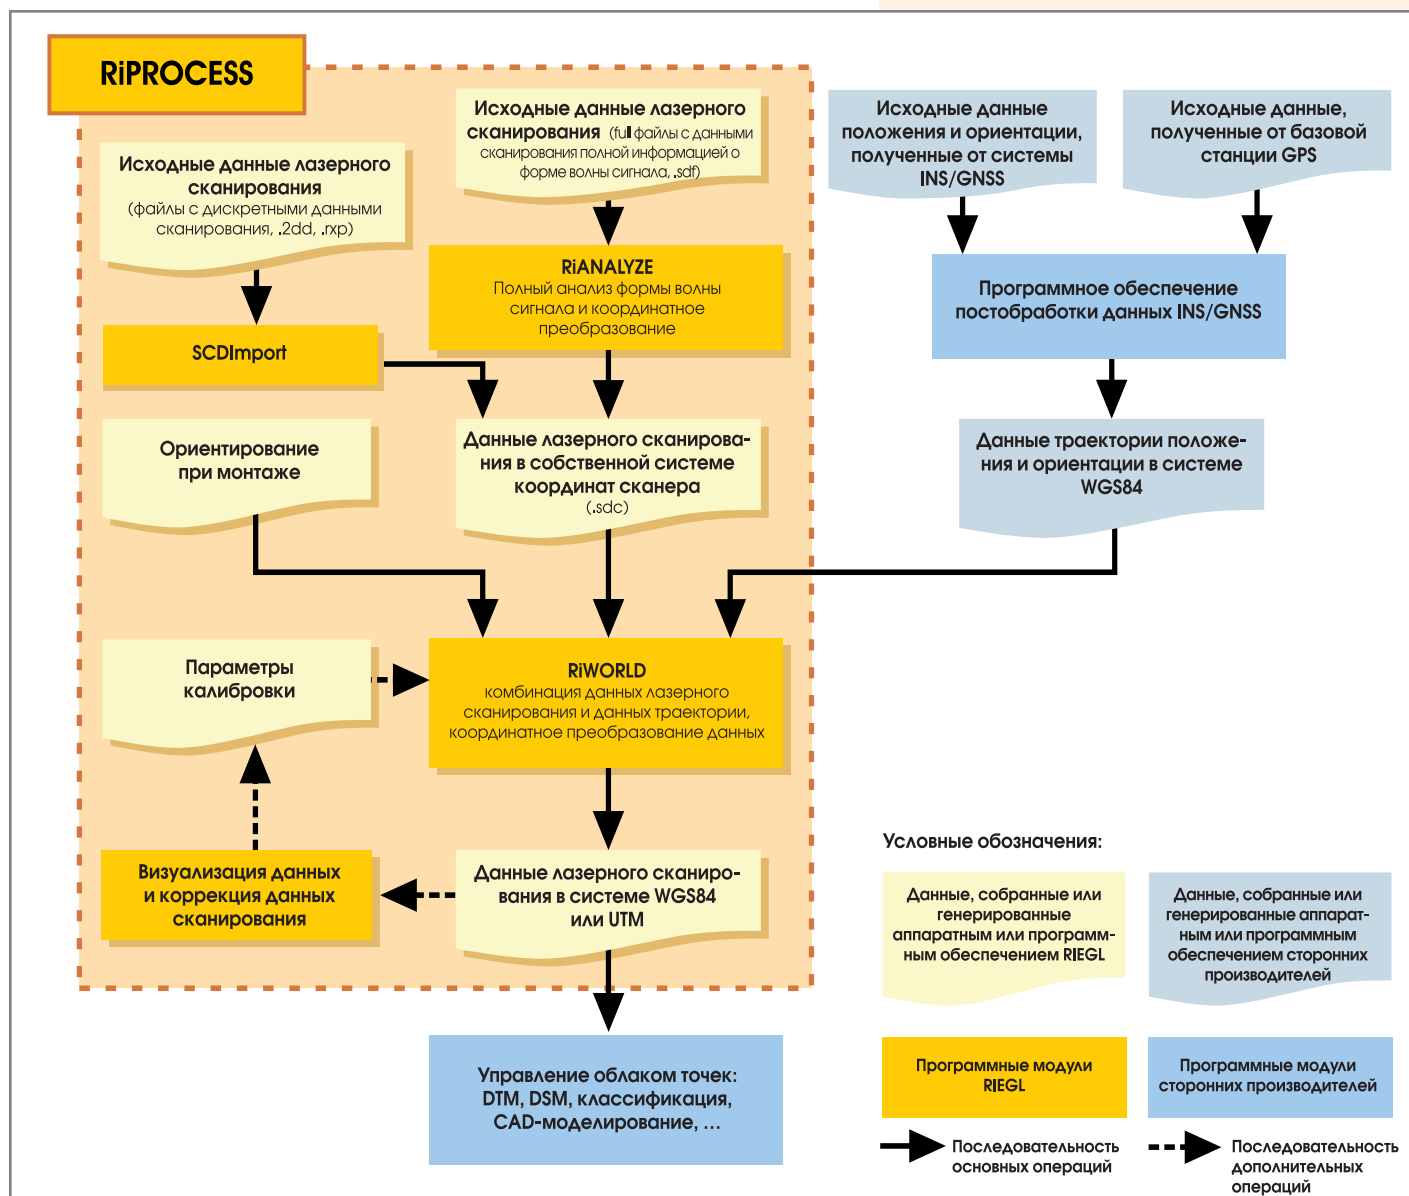 RiPROCESS
Исходные данные лазерного
сканирования
(файлы с дискретными данными
сканирования, .2dd, .rxp)
Исходные данные лазерного
сканирования (full файлы с данными
сканирования полной информацией о
форме волны сигнала, .sdf)
Исходные данные
положения и ориентации,
полученные от системы
INS/GNSS
Исходные данные,
полученные от базовой
станции GPS
RiANALYZE
Полный анализ формы волны
сигнала и координатное
преобразование
Программное обеспечение
постобработки данных INS/GNSS
SCDImport
Ориентирование
при монтаже
Данные лазерного сканирова-
ния в собственной системе
координат сканера
(.sdc)
Данные траектории положе-
ния и ориентации в системе
WGS84
Параметры
калибровки
RiWORLD
комбинация данных лазерного
сканирования и данных траектории,
координатное преобразование данных
Визуализация данных
и коррекция данных
сканирования
Данные лазерного сканиро-
вания в системе WGS84
или UTM
Управление облаком точек:
DTM, DSM, классификация,
CAD-моделирование, ...
Условные обозначения:
Данные, собранные или
генерированные
аппаратным или программ-
ным обеспечением RIEGL
Данные, собранные или
генерированные аппарат-
ным или программным
обеспечением сторонних
производителей
Программные модули
RIEGL
Программные модули
сторонних производителей
Последовательность
основных операций
Последовательность
дополнительных
операций